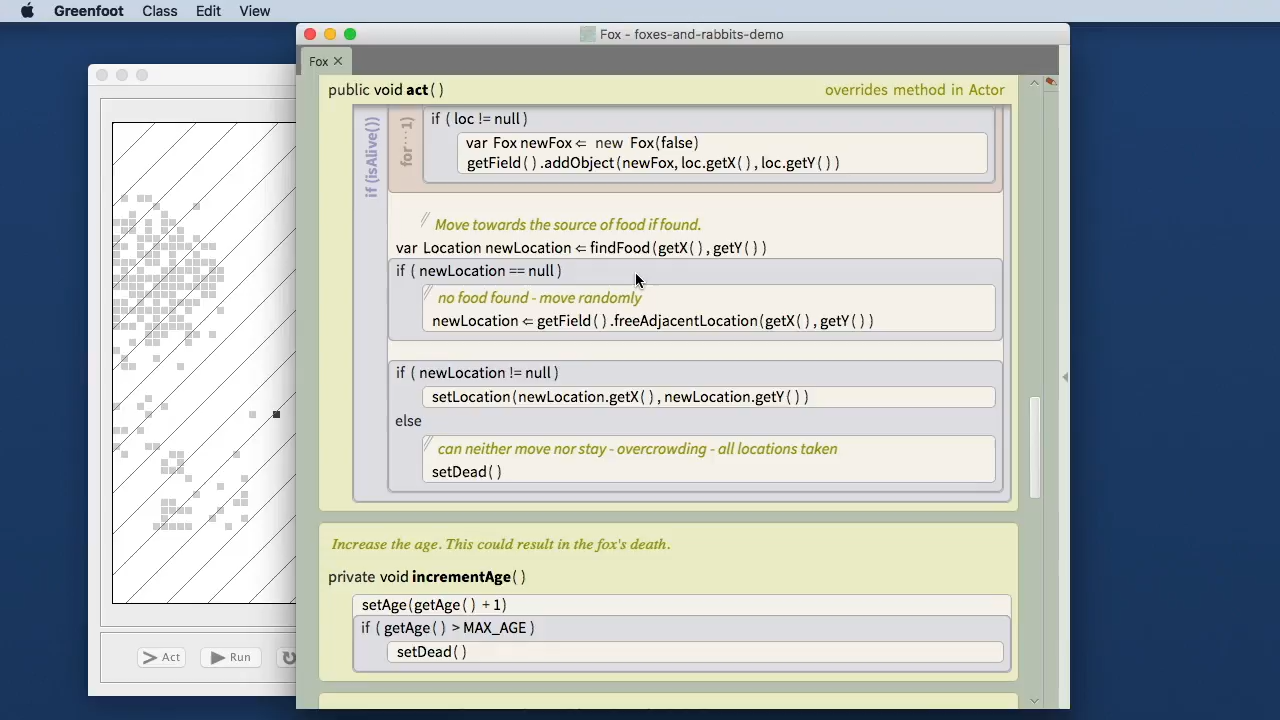 Greenfoot Class Edit View
Fox - foxes-and-rabbits-demo
Fox ×
public void act() overrides method in Actor
if (isAlive())
for ... 1)
if ( loc != null )
var Fox newFox ⇐ new Fox(false)
getField().addObject(newFox, loc.getX(), loc.getY())
// Move towards the source of food if found.
var Location newLocation ⇐ findFood(getX(), getY())
if ( newLocation == null )
// no food found - move randomly
newLocation ⇐ getField().freeAdjacentLocation(getX(), getY())
if ( newLocation != null )
setLocation(newLocation.getX(), newLocation.getY())
else
// can neither move nor stay - overcrowding - all locations taken
setDead()
Increase the age. This could result in the fox's death.
private void incrementAge()
setAge(getAge() + 1)
if ( getAge() > MAX_AGE )
setDead()
Act Run